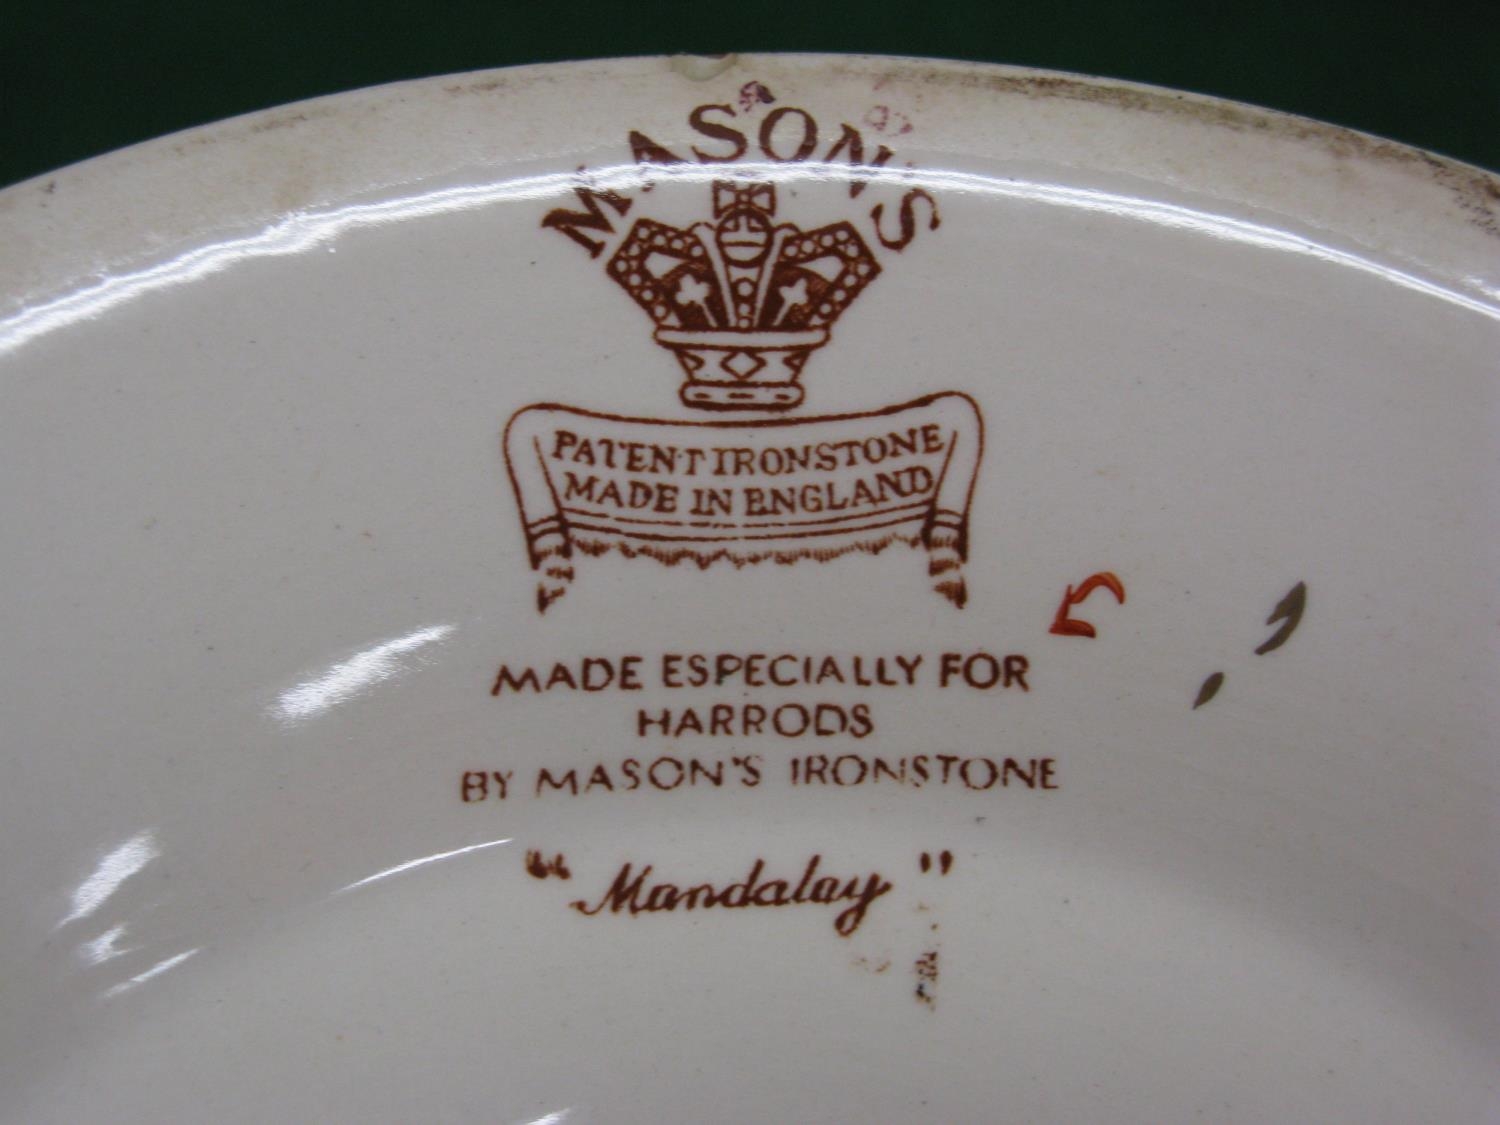 MASON'S
PATENT IRONSTONE
MADE IN ENGLAND
MADE ESPECIALLY FOR
HARRODS
BY MASON'S IRONSTONE
"Mandalay"